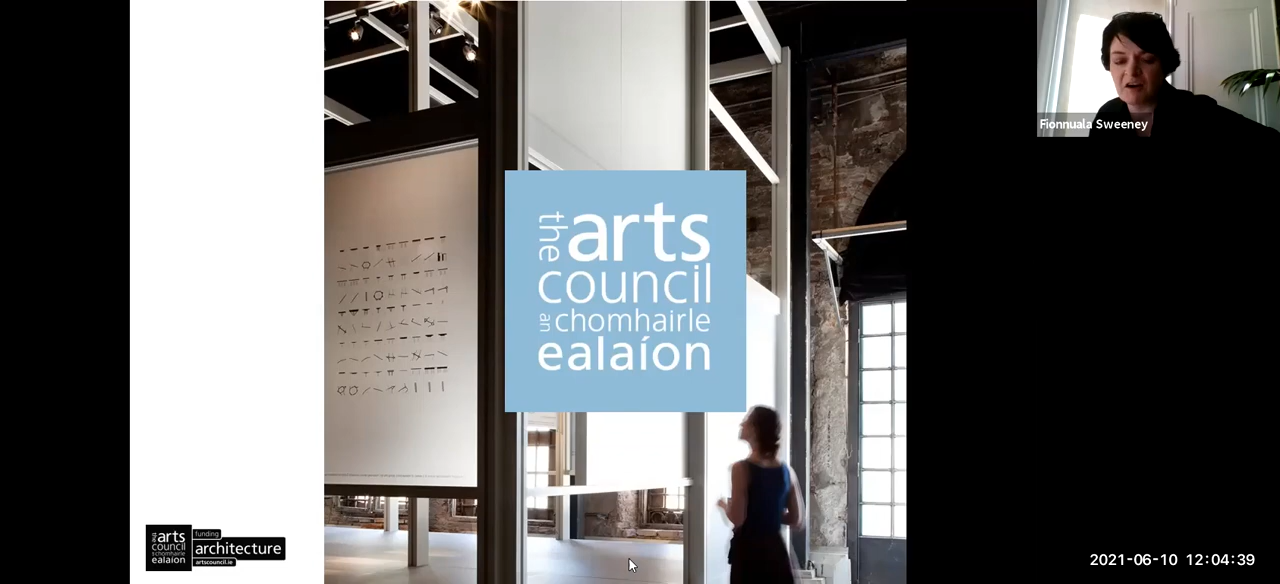 the arts
council
an chomhairle
ealaíon
Fionnuala Sweeney
the arts
council
chomhairle
ealaíon
funding
architecture
artscouncil.ie
2021-06-10 12:04:39